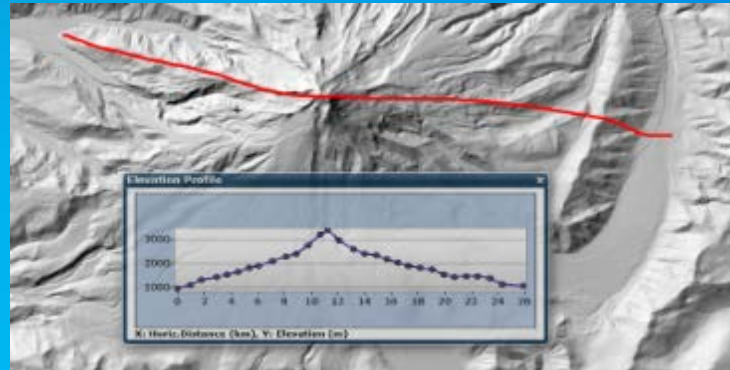 Elevation Profile
3000
2000
1000
0 2 4 6 8 10 12 14 16 18 20 22 24 26
X: Horiz.Distance (km), Y: Elevation (m)